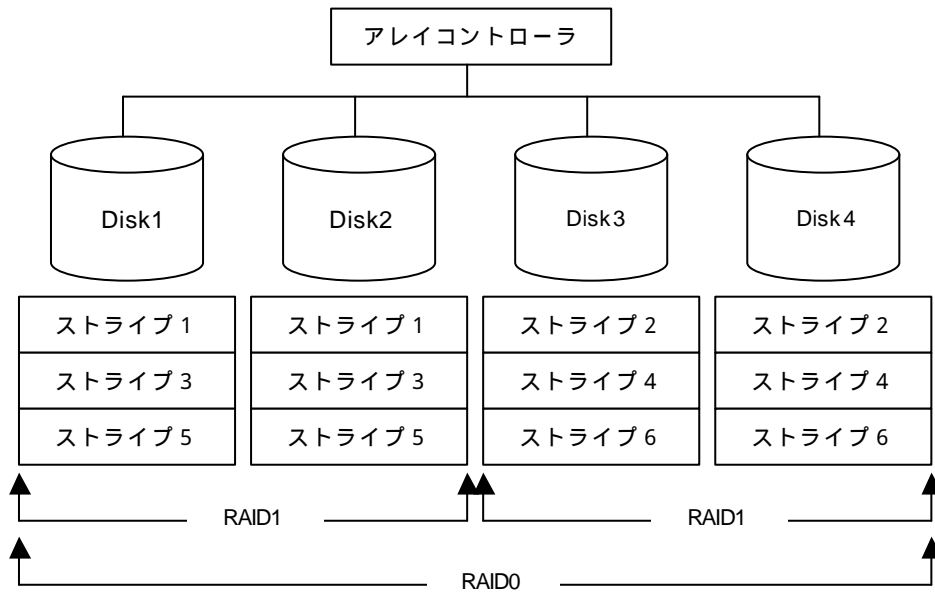 アレイコントローラ
Disk1
Disk2
Disk3
Disk4
ストライプ1
ストライプ1
ストライプ2
ストライプ2
ストライプ3
ストライプ3
ストライプ4
ストライプ4
ストライプ5
ストライプ5
ストライプ6
ストライプ6
RAID1
RAID1
RAID0